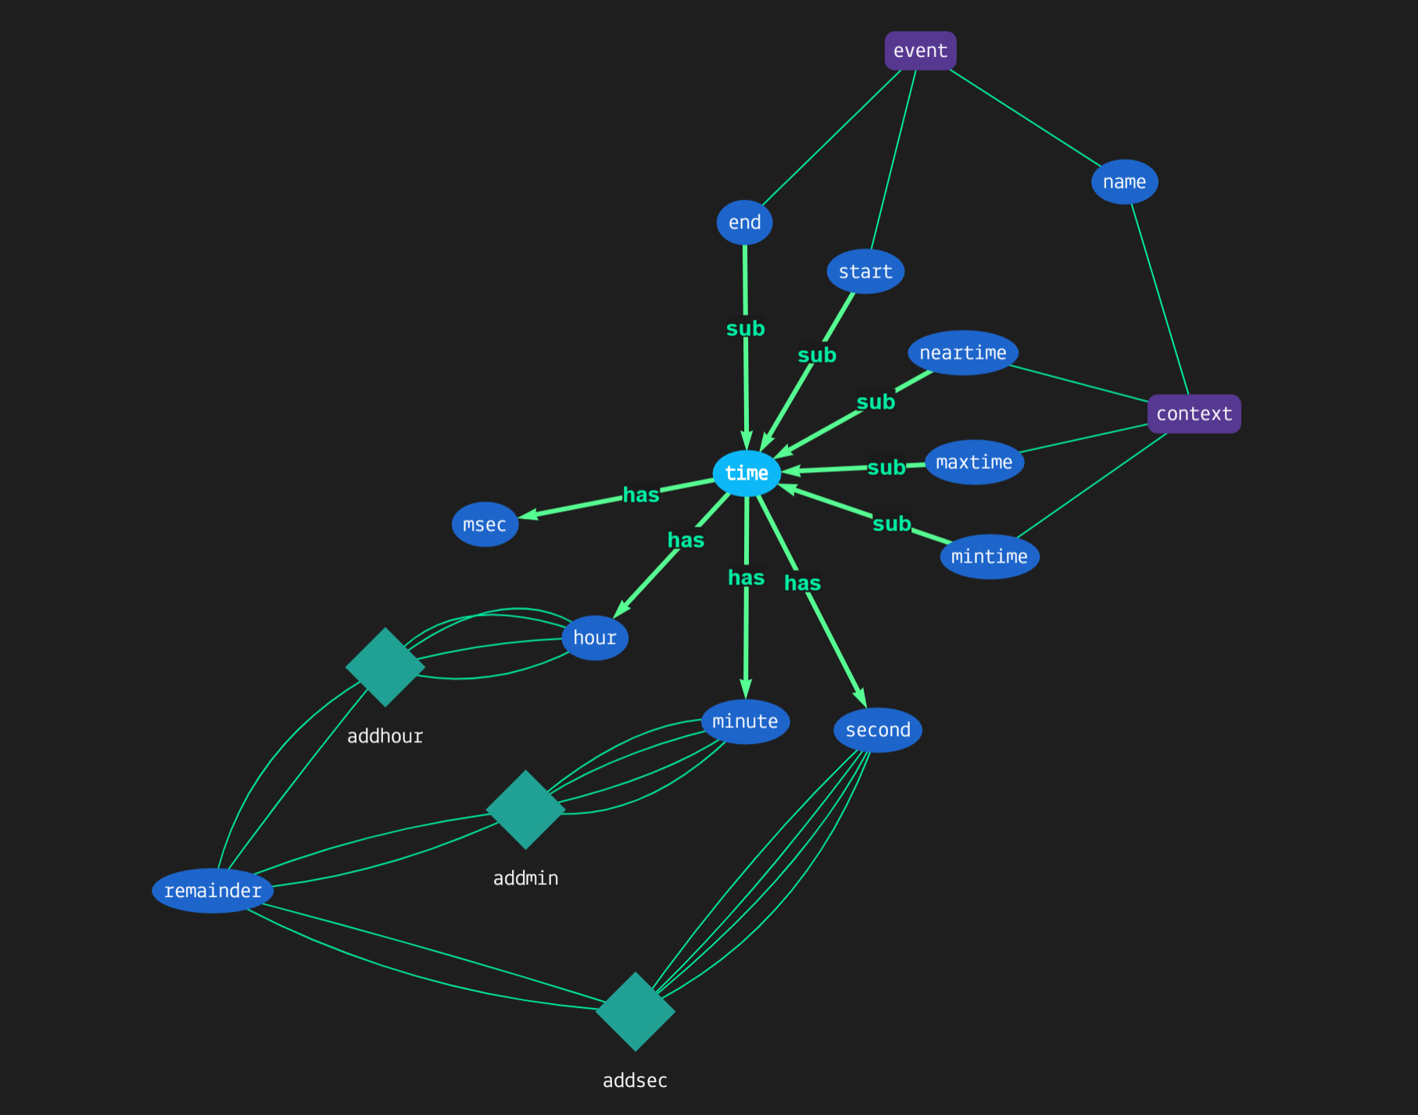 event
name
end
start
sub
neartime
sub
sub
context
maxtime
sub
time
has
msec
sub
has
mintime
has
has
hour
minute
second
addhour
addmin
remainder
addsec